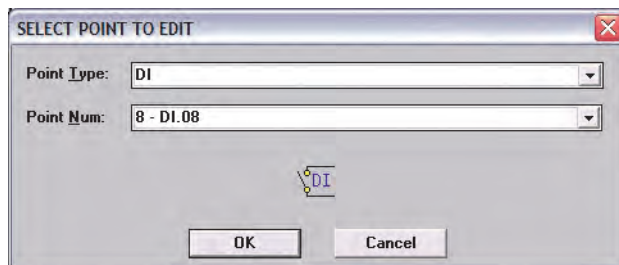 SELECT POINT TO EDIT
Point Type: DI
Point Num: 8 - DI.08
DI
OK Cancel